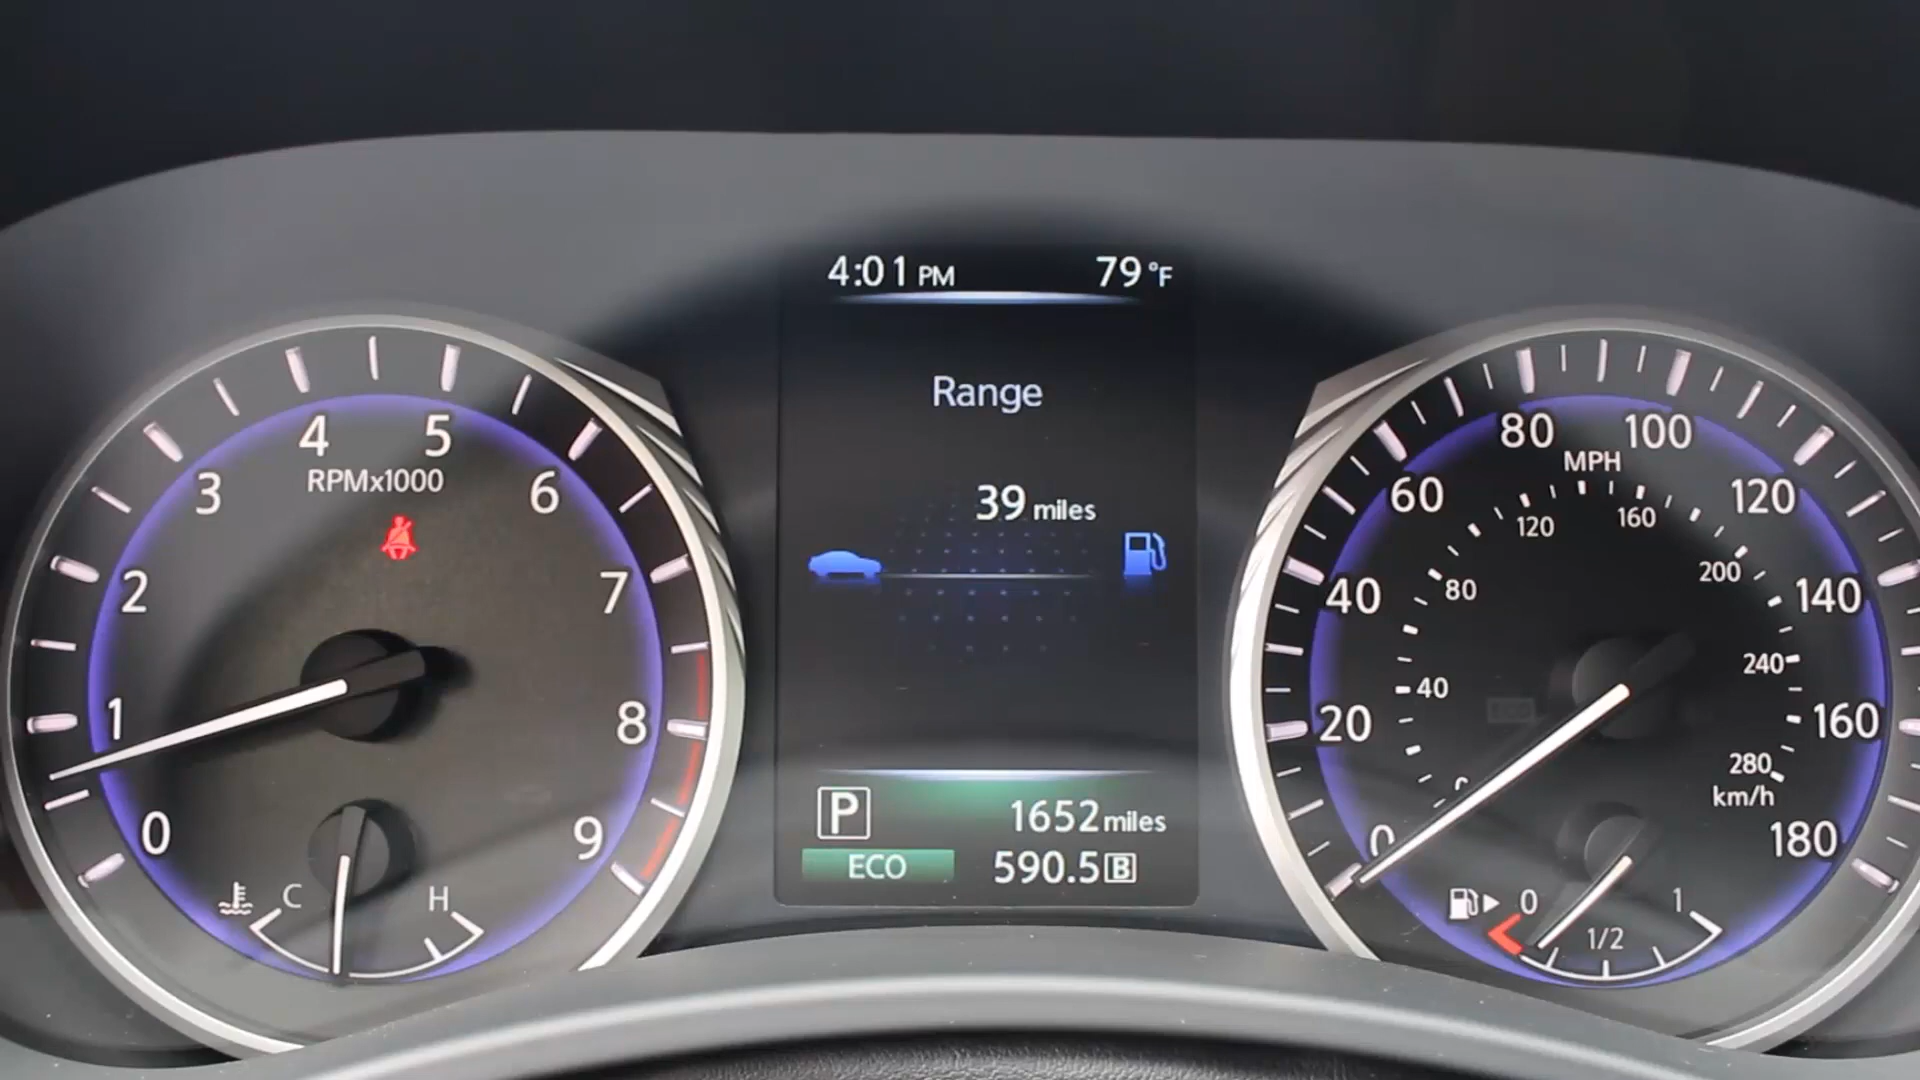 4:01 PM 79 °F
Range
39 miles
P 1652 miles
ECO 590.5 B
0 1 2 3 4 5 6 7 8 9
RPMx1000
C H
0 20 40 60 80 100 120 140 160 180
MPH
0 40 80 120 160 200 240 280
km/h
0 1/2 1